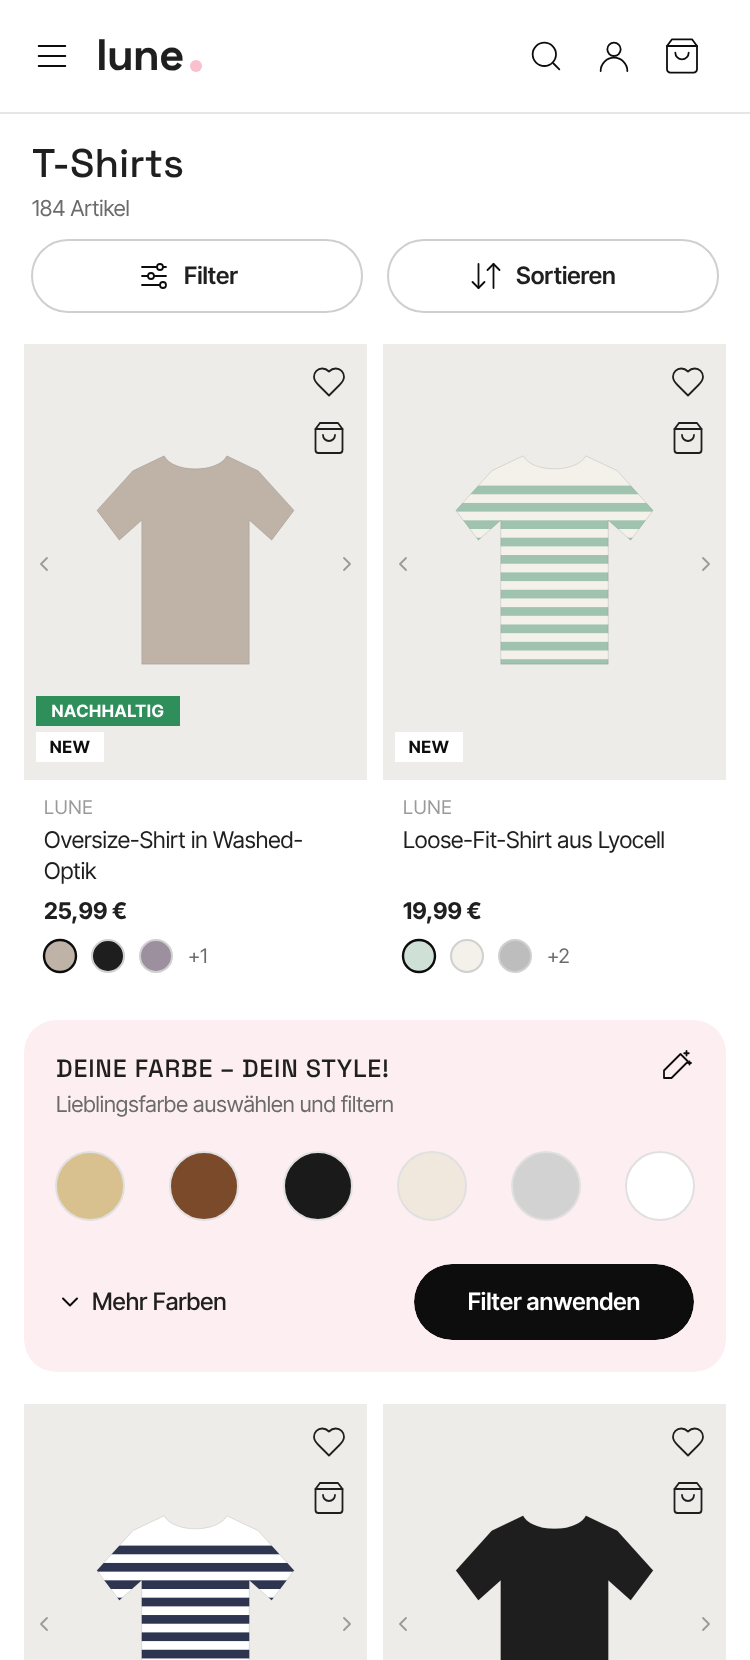 lune.
T-Shirts
184 Artikel
Filter
Sortieren
NACHHALTIG
NEW
NEW
LUNE
Oversize-Shirt in Washed-
Optik
25,99 €
+1
LUNE
Loose-Fit-Shirt aus Lyocell
19,99 €
+2
DEINE FARBE – DEIN STYLE!
Lieblingsfarbe auswählen und filtern
Mehr Farben
Filter anwenden